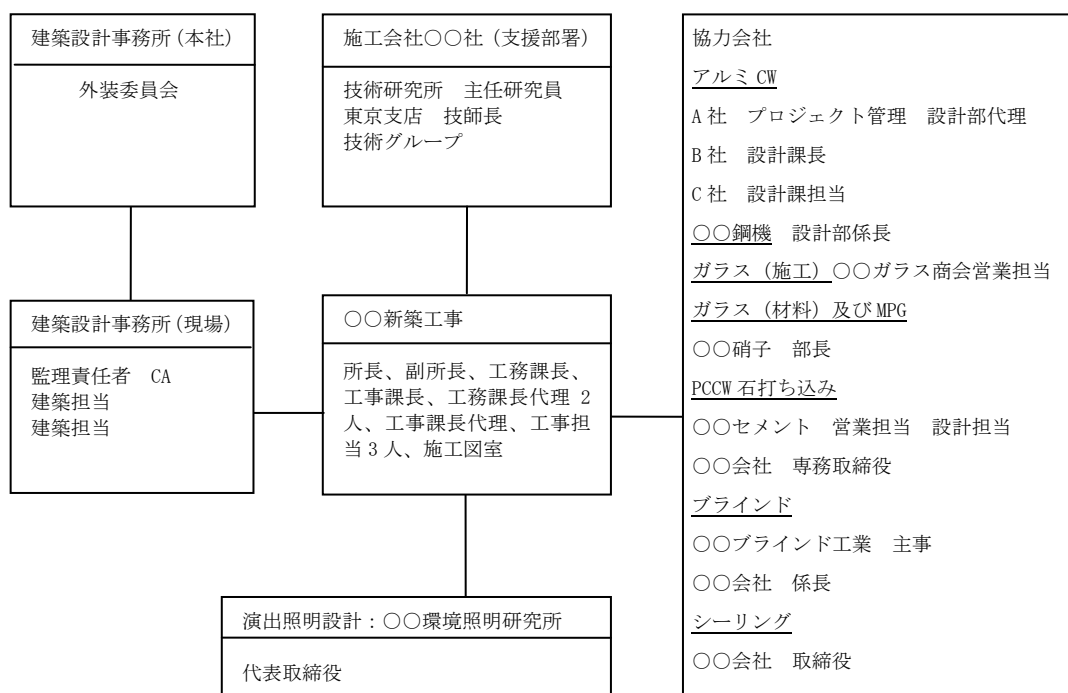 建築設計事務所(本社)
外装委員会
施工会社○○社（支援部署）
技術研究所　主任研究員
東京支店　技師長
技術グループ
建築設計事務所(現場)
監理責任者　CA
建築担当
建築担当
○○新築工事
所長、副所長、工務課長、
工事課長、工務課長代理 2
人、工事課長代理、工事担
当 3 人、施工図室
演出照明設計：○○環境照明研究所
代表取締役
協力会社
アルミ CW
A 社　プロジェクト管理　設計部代理
B 社　設計課長
C 社　設計課担当
○○鋼機　設計部係長
ガラス（施工）○○ガラス商会営業担当
ガラス（材料）及び MPG
○○硝子　部長
PCCW 石打ち込み
○○セメント　営業担当　設計担当
○○会社　専務取締役
ブラインド
○○ブラインド工業　主事
○○会社　係長
シーリング
○○会社　取締役